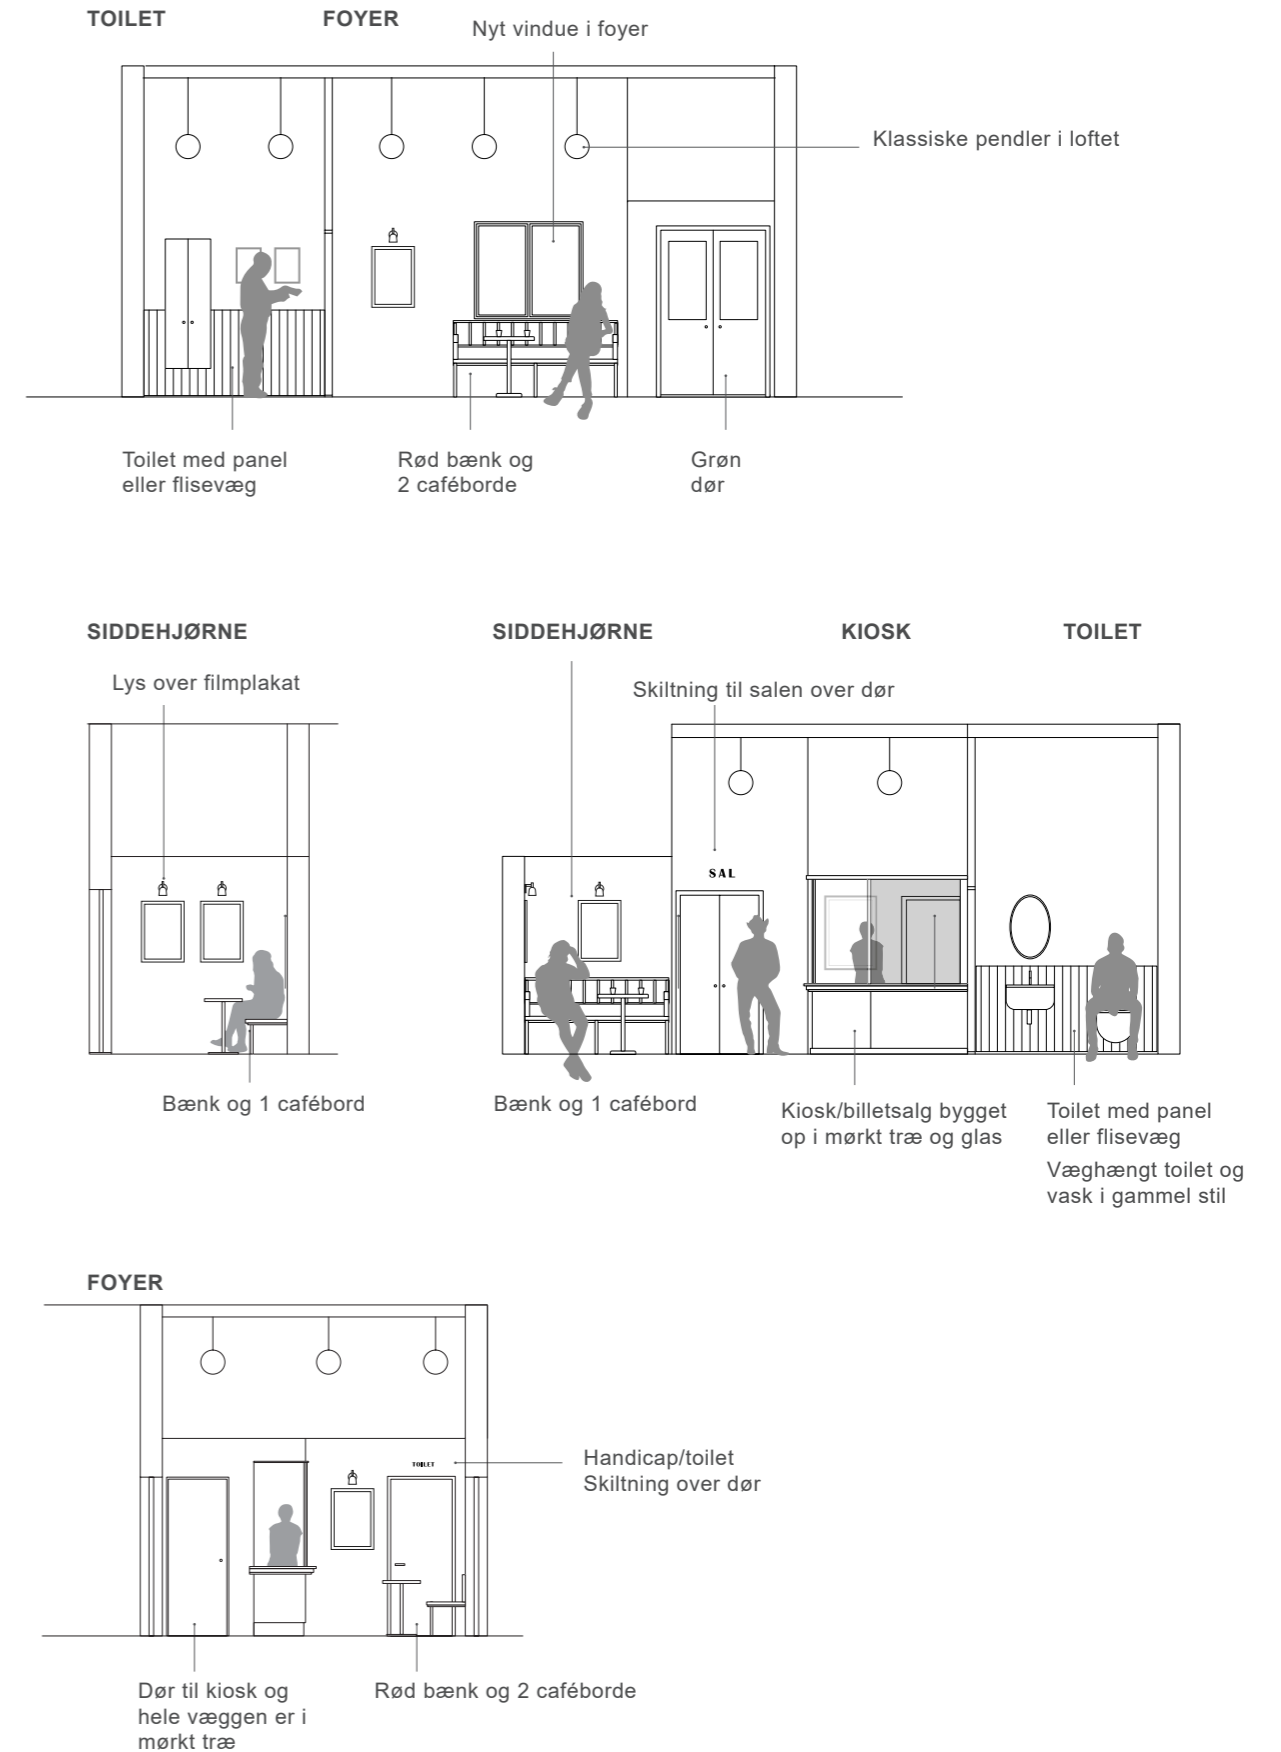 TOILET
FOYER
Nyt vindue i foyer
Klassiske pendler i loftet
Toilet med panel
eller flisevæg
Rød bænk og
2 caféborde
Grøn
dør
SIDDEHJØRNE
SIDDEHJØRNE
KIOSK
TOILET
Lys over filmplakat
Skiltning til salen over dør
SAL
Bænk og 1 cafébord
Bænk og 1 cafébord
Kiosk/billetsalg bygget
op i mørkt træ og glas
Toilet med panel
eller flisevæg
Væghængt toilet og
vask i gammel stil
FOYER
TOILET
Handicap/toilet
Skiltning over dør
Dør til kiosk og
hele væggen er i
mørkt træ
Rød bænk og 2 caféborde